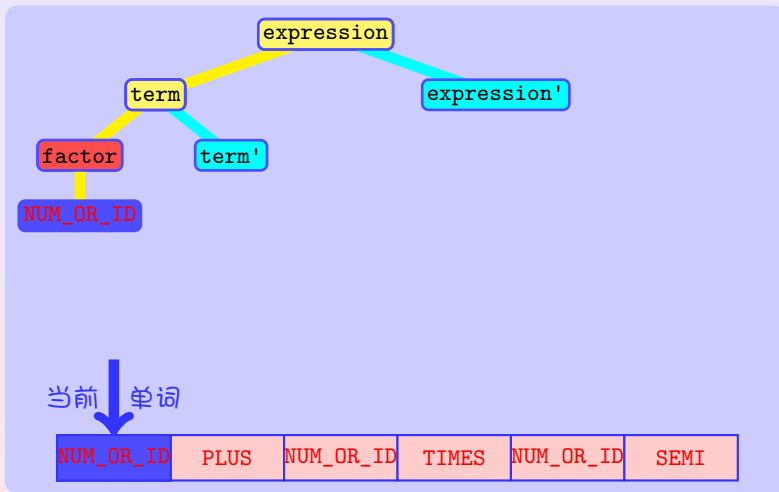 expression
term expression'
factor term'
NUM_OR_ID
当前 单词
NUM_OR_ID PLUS NUM_OR_ID TIMES NUM_OR_ID SEMI